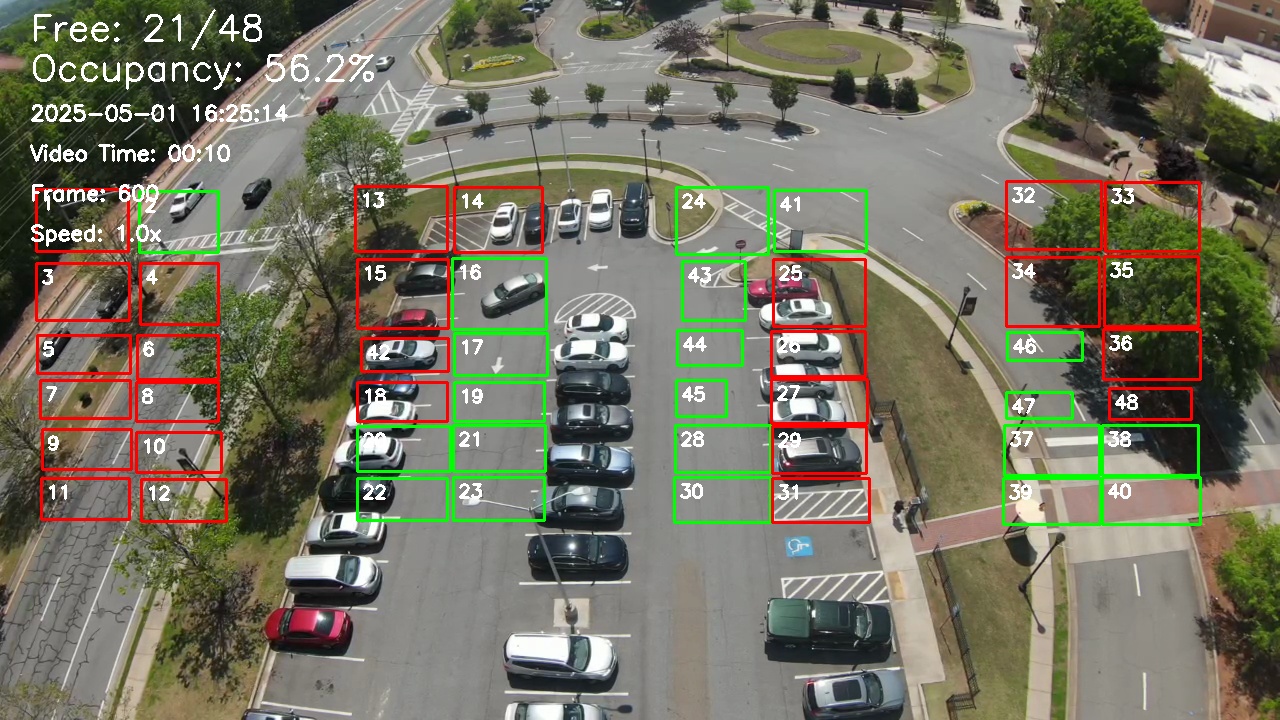 Free: 21/48
Occupancy: 56.2%
2025-05-01 16:25:14
Video Time: 00:10
Frame: 600
Speed: 1.0x
1 2 13 14 24 41 32 33
3 4 15 16 43 25 34 35
5 6 42 17 44 26 46 36
7 8 18 19 45 27 47 48
9 10 20 21 28 29 37 38
11 12 22 23 30 31 39 40